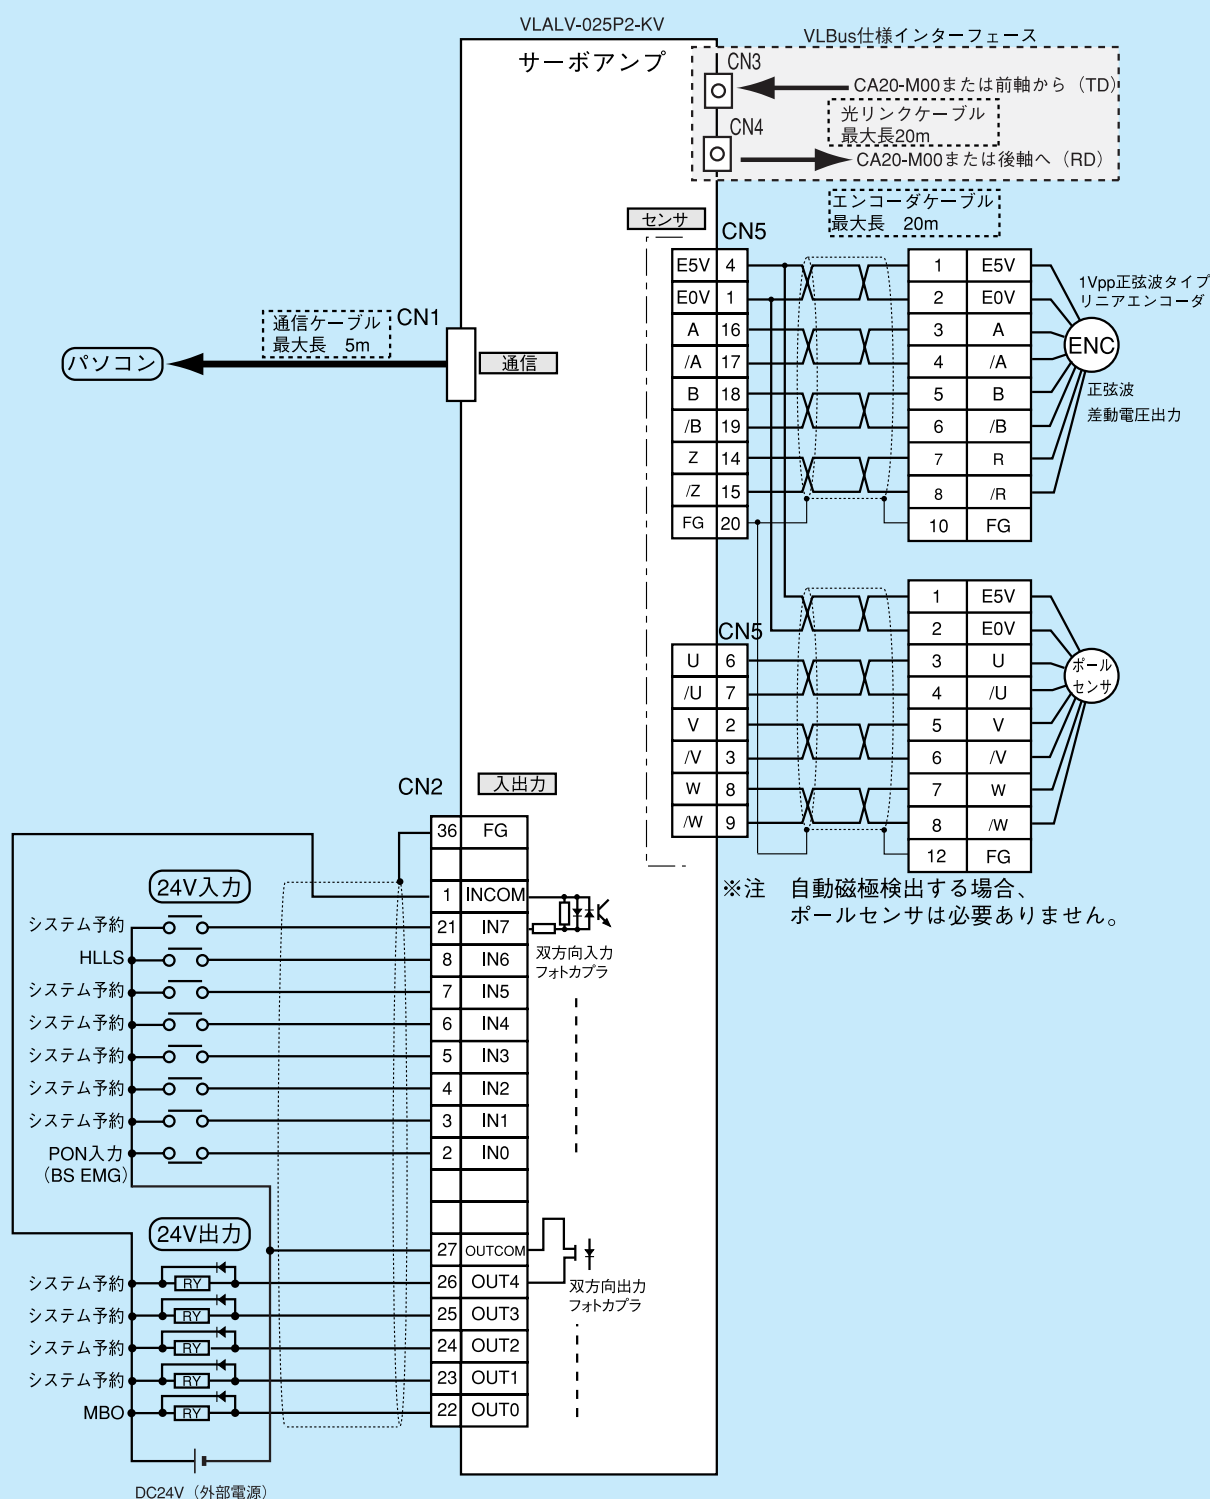 VLALV-025P2-KV
サーボアンプ
VLBus仕様インターフェース
CN3
CA20-M00または前軸から（TD）
光リンクケーブル
最大長20m
CN4
CA20-M00または後軸へ（RD）
エンコーダケーブル
最大長 20m
センサ
CN5
E5V 4
E0V 1
A 16
/A 17
B 18
/B 19
Z 14
/Z 15
FG 20
1 E5V
2 E0V
3 A
4 /A
5 B
6 /B
7 R
8 /R
10 FG
1Vpp正弦波タイプ
リニアエンコーダ
ENC
正弦波
差動電圧出力
通信ケーブル
最大長 5m
CN1
パソコン
通信
CN5
U 6
/U 7
V 2
/V 3
W 8
/W 9
1 E5V
2 E0V
3 U
4 /U
5 V
6 /V
7 W
8 /W
12 FG
ポール
センサ
※注 自動磁極検出する場合、
ポールセンサは必要ありません。
CN2
入出力
36 FG
1 INCOM
21 IN7
8 IN6
7 IN5
6 IN4
5 IN3
4 IN2
3 IN1
2 IN0
27 OUTCOM
26 OUT4
25 OUT3
24 OUT2
23 OUT1
22 OUT0
双方向入力
フォトカプラ
双方向出力
フォトカプラ
24V入力
システム予約
HLLS
システム予約
システム予約
システム予約
システム予約
システム予約
PON入力
（BS EMG）
24V出力
システム予約 RY
システム予約 RY
システム予約 RY
システム予約 RY
MBO RY
DC24V（外部電源）